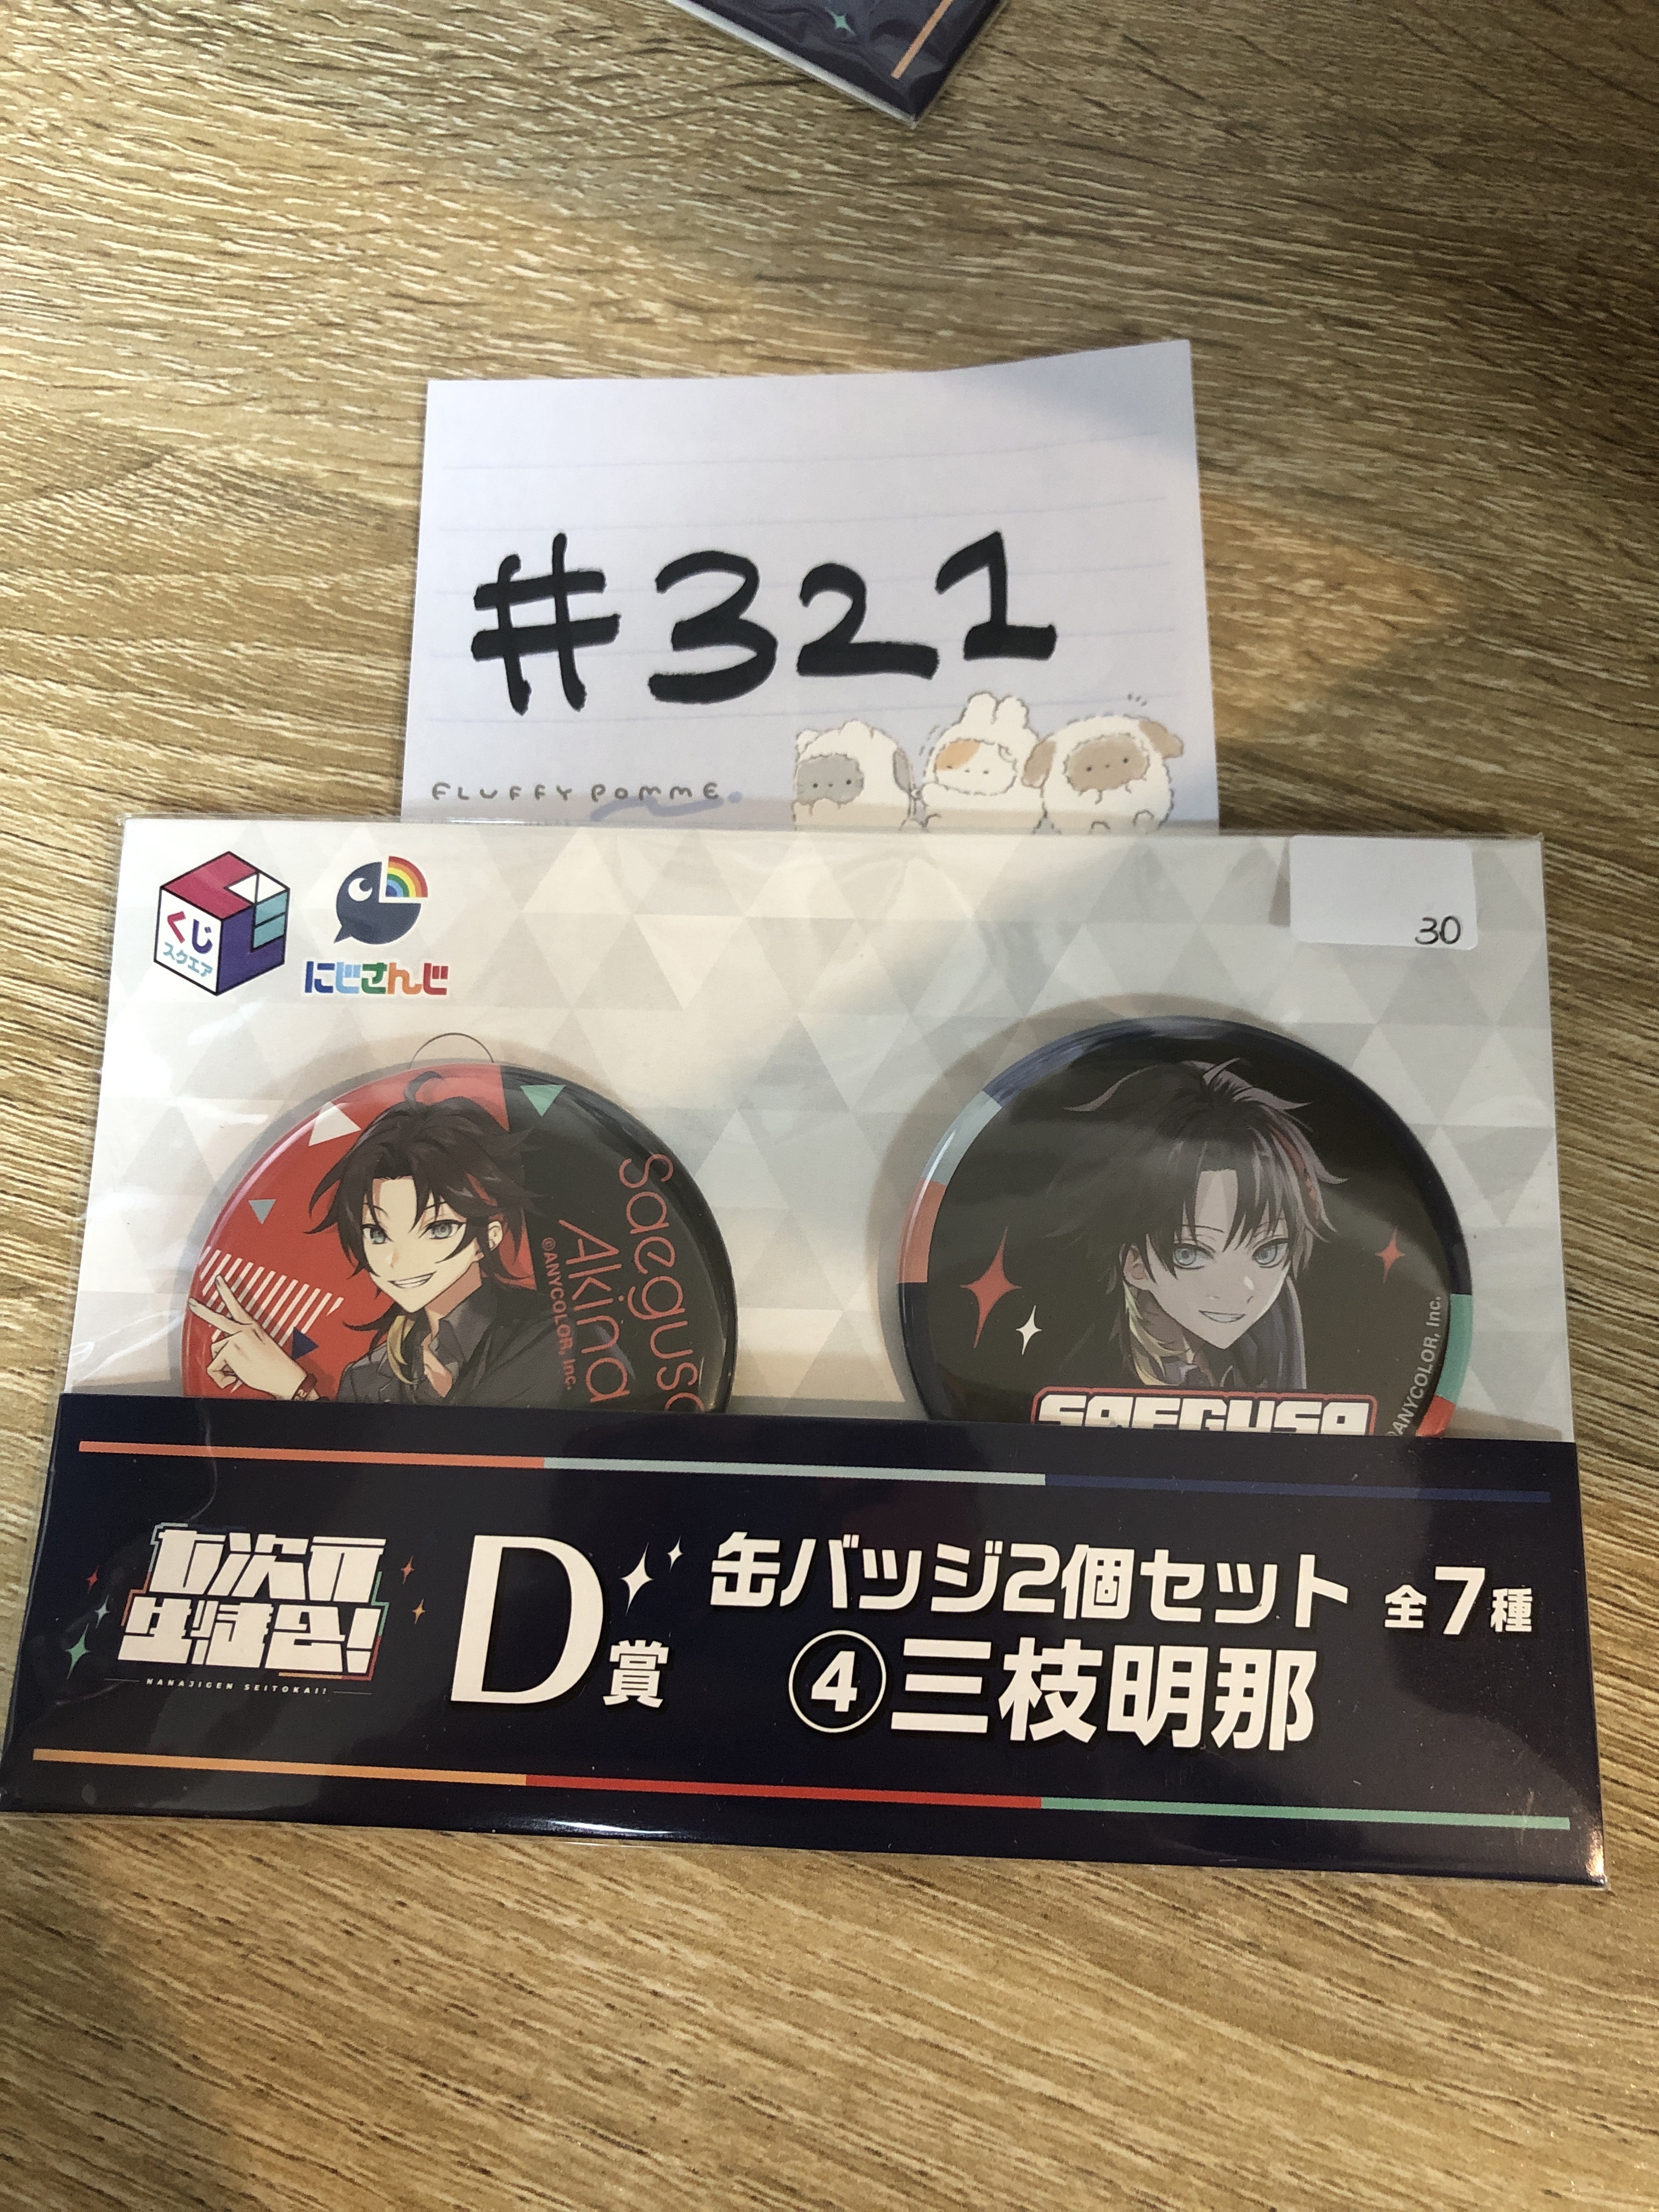 #321
FLUFFY POMME
くじ
スクエア
にじさんじ
30
Saegusa
Akina
©ANYCOLOR, Inc.
SAEGUSA
©ANYCOLOR, Inc.
七次元
生徒会!
NANAJIGEN SEITOKAI!
D賞
缶バッジ2個セット 全7種
④三枝明那